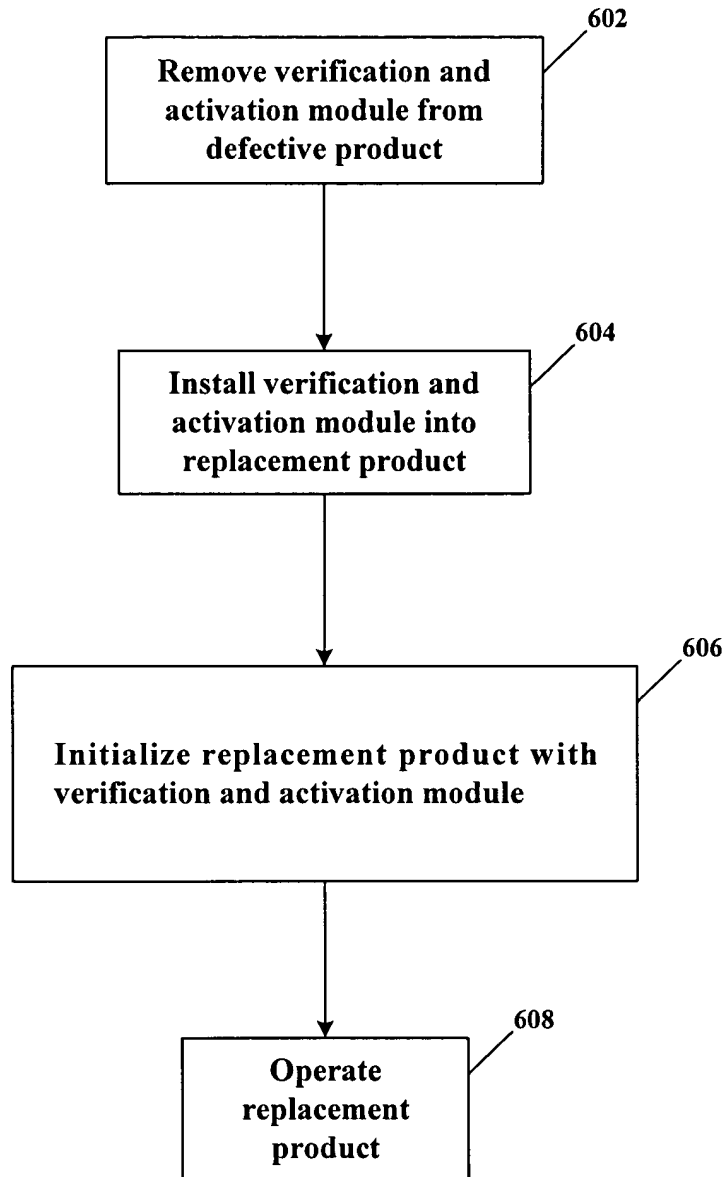 602
Remove verification and
activation module from
defective product
604
Install verification and
activation module into
replacement product
606
Initialize replacement product with
verification and activation module
608
Operate
replacement
product